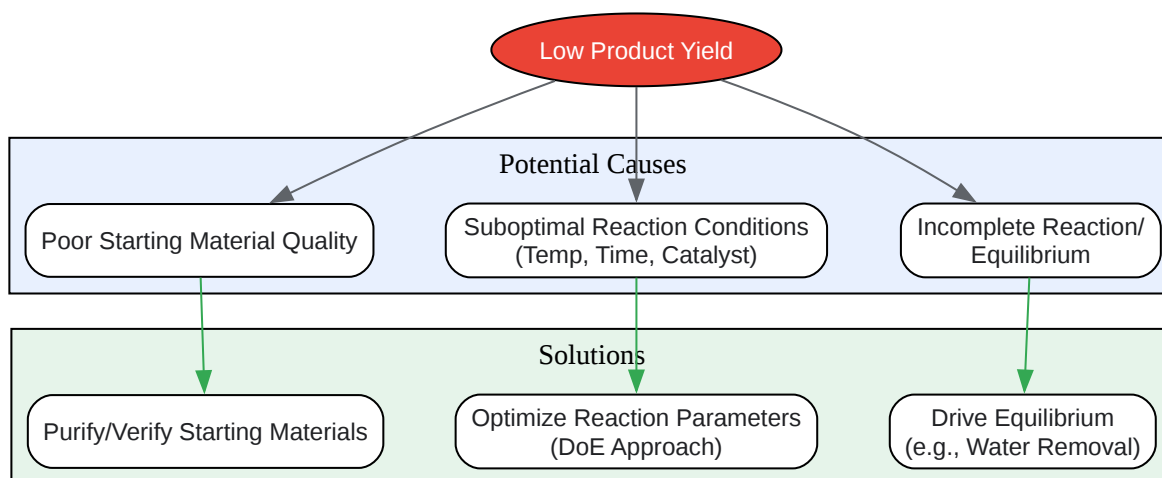 Low Product Yield
Potential Causes
Poor Starting Material Quality
Suboptimal Reaction Conditions
(Temp, Time, Catalyst)
Incomplete Reaction/
Equilibrium
Solutions
Purify/Verify Starting Materials
Optimize Reaction Parameters
(DoE Approach)
Drive Equilibrium
(e.g., Water Removal)